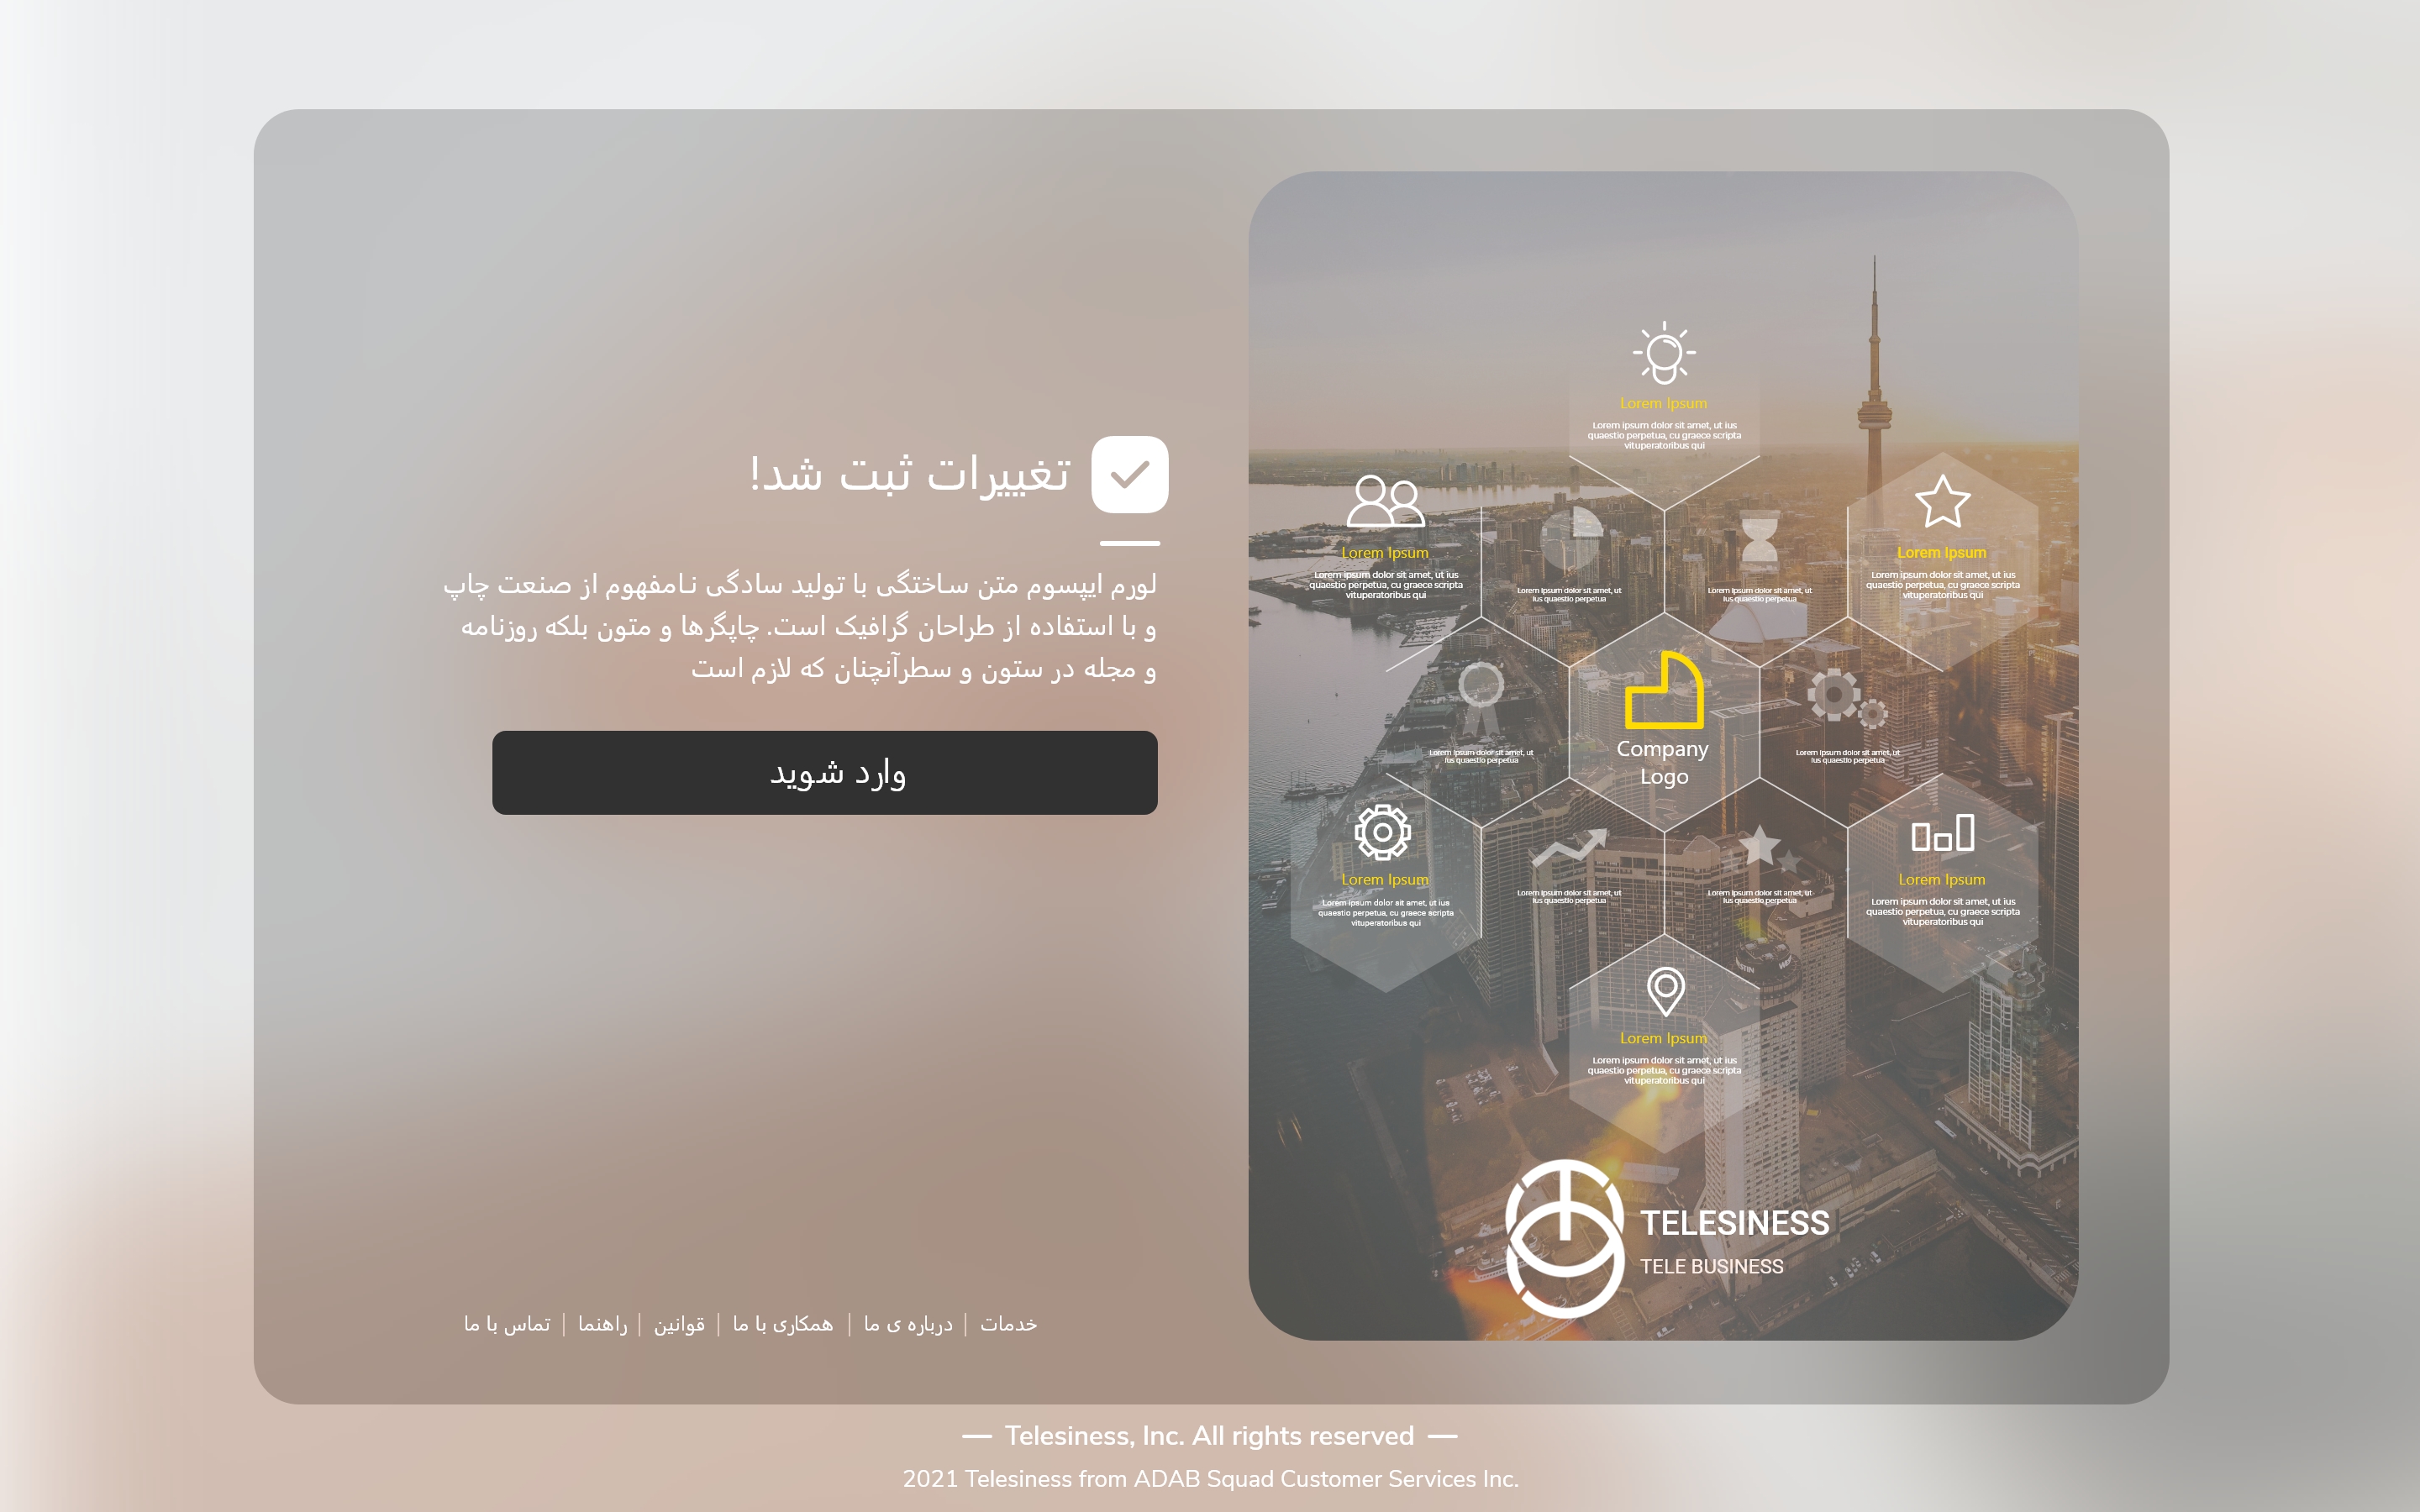 تغییرات ثبت شد!
لورم ایپسوم متن ساختگی با تولید سادگی نامفهوم از صنعت چاپ
و با استفاده از طراحان گرافیک است. چاپگرها و متون بلکه روزنامه
و مجله در ستون و سطرآنچنان که لازم است
وارد شوید
خدمات | درباره ی ما | همکاری با ما | قوانین | راهنما | تماس با ما
Lorem Ipsum
Lorem ipsum dolor sit amet, ut ius
quaestio perpetua, cu graece scripta
vituperatoribus qui
Lorem Ipsum
Lorem ipsum dolor sit amet, ut ius
quaestio perpetua, cu graece scripta
vituperatoribus qui
Lorem ipsum dolor sit amet, ut
ius quaestio perpetua
Lorem ipsum dolor sit amet, ut
ius quaestio perpetua
Lorem Ipsum
Lorem ipsum dolor sit amet, ut ius
quaestio perpetua, cu graece scripta
vituperatoribus qui
Lorem ipsum dolor sit amet, ut
ius quaestio perpetua
Company
Logo
Lorem ipsum dolor sit amet, ut
ius quaestio perpetua
Lorem Ipsum
Lorem ipsum dolor sit amet, ut ius
quaestio perpetua, cu graece scripta
vituperatoribus qui
Lorem ipsum dolor sit amet, ut
ius quaestio perpetua
Lorem ipsum dolor sit amet, ut
ius quaestio perpetua
Lorem Ipsum
Lorem ipsum dolor sit amet, ut ius
quaestio perpetua, cu graece scripta
vituperatoribus qui
Lorem Ipsum
Lorem ipsum dolor sit amet, ut ius
quaestio perpetua, cu graece scripta
vituperatoribus qui
TELESINESS
TELE BUSINESS
Telesiness, Inc. All rights reserved
2021 Telesiness from ADAB Squad Customer Services Inc.